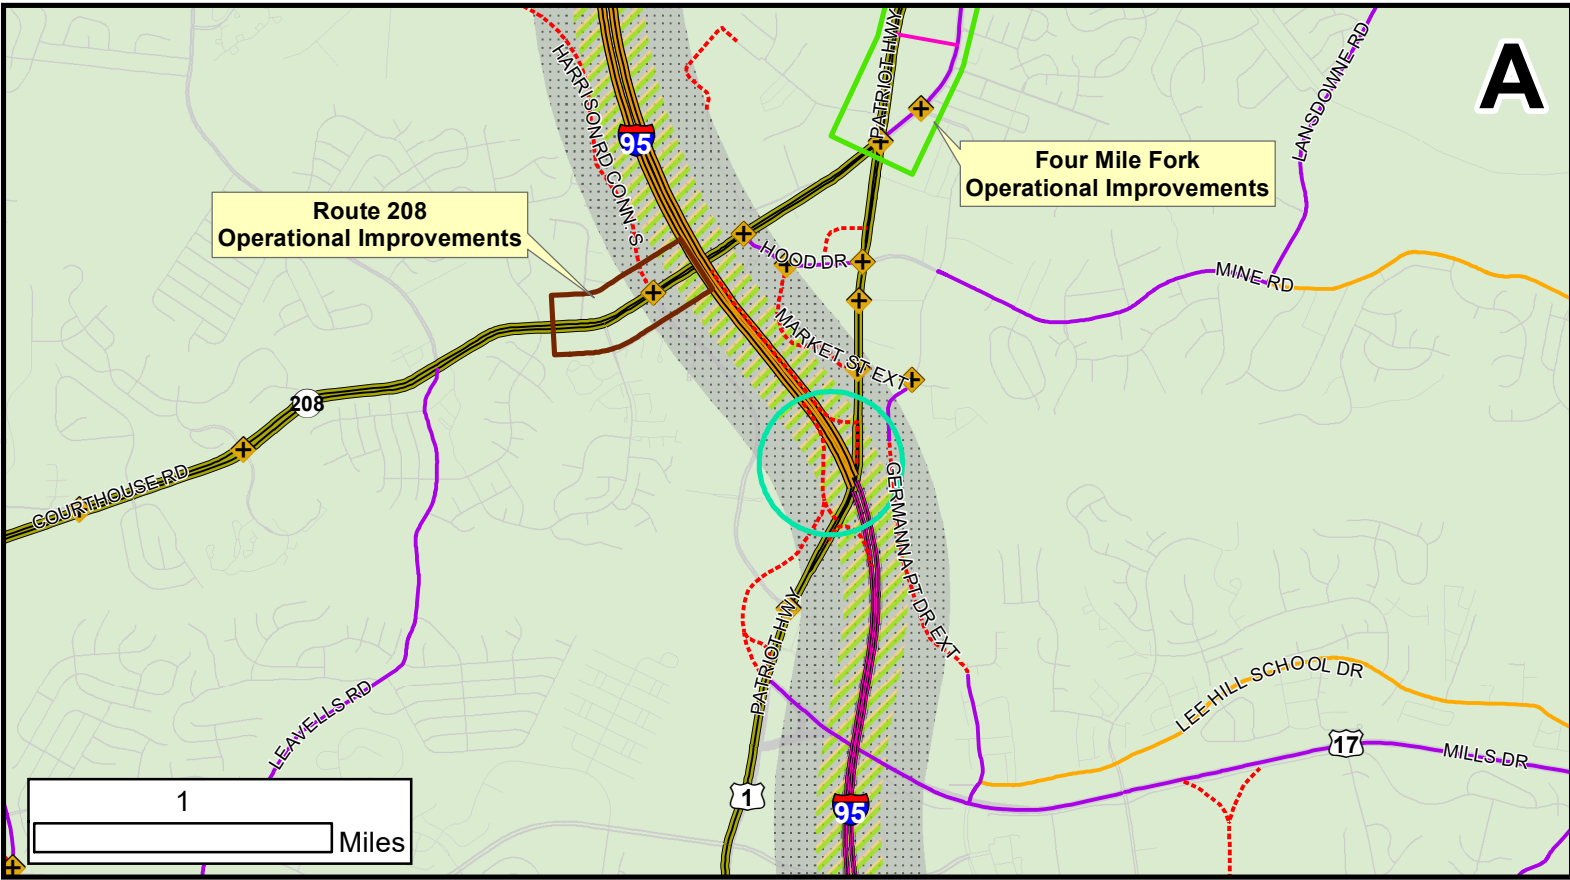 A
PATRIOT HWY
LANSDOWNE RD
HARRISON RD CONN. S
95
Four Mile Fork
Operational Improvements
Route 208
Operational Improvements
HOOD DR
MINE RD
MARKET ST EXT
208
COURTHOUSE RD
GERMANNA PT DR EXT
PATRIOT HWY
LEE HILL SCHOOL DR
LEAVELLS RD
17
MILLS DR
1
95
1
Miles